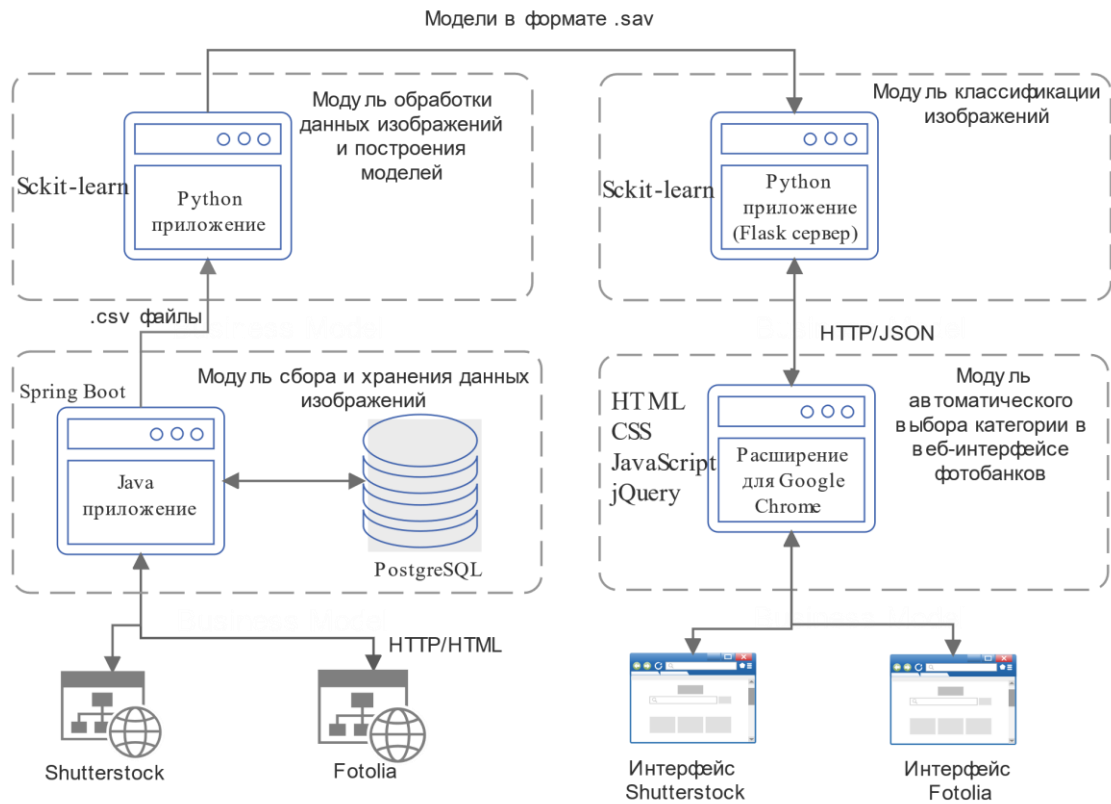 Модели в формате .sav
Модуль обработки
данных изображений
и построения
моделей
Sckit-learn
Python
приложение
Модуль классификации
изображений
Sckit-learn
Python
приложение
(Flask сервер)
.csv файлы
HTTP/JSON
Spring Boot
Модуль сбора и хранения данных
изображений
Java
приложение
PostgreSQL
HTML
CSS
JavaScript
jQuery
Расширение
для Google
Chrome
Модуль
автоматического
выбора категории в
веб-интерфейсе
фотобанков
HTTP/HTML
Shutterstock
Fotolia
Интерфейс
Shutterstock
Интерфейс
Fotolia